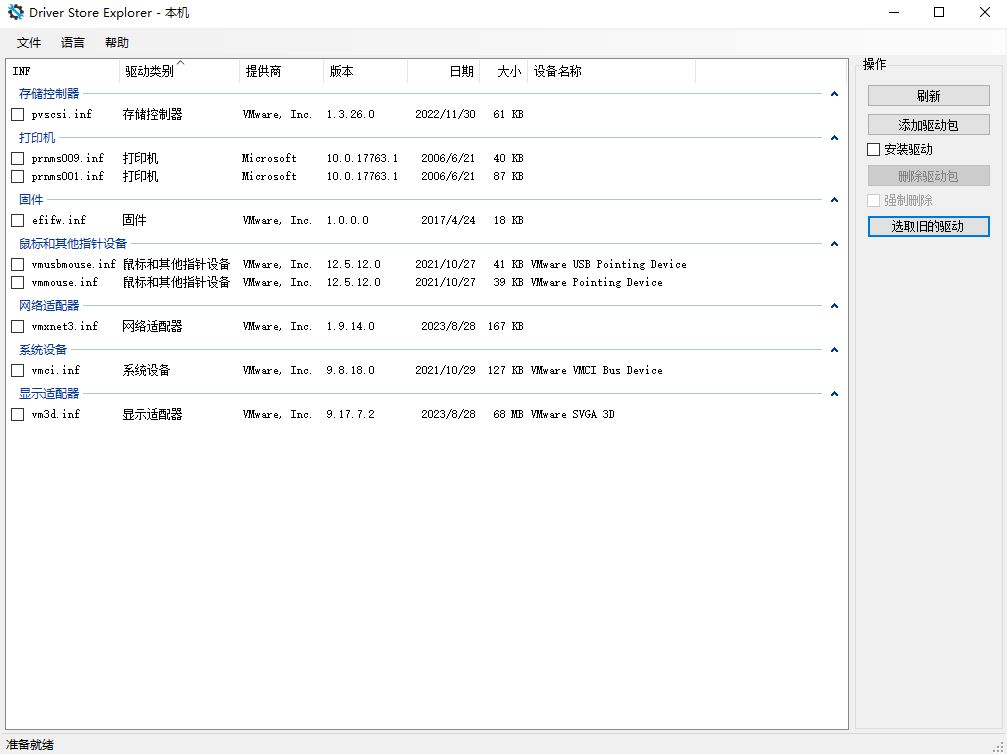 Driver Store Explorer - 本机
文件 语言 帮助
INF 驱动类别 提供商 版本 日期 大小 设备名称
存储控制器
pvscsi.inf 存储控制器 VMware, Inc. 1.3.26.0 2022/11/30 61 KB
打印机
prnms009.inf 打印机 Microsoft 10.0.17763.1 2006/6/21 40 KB
prnms001.inf 打印机 Microsoft 10.0.17763.1 2006/6/21 87 KB
固件
efifw.inf 固件 VMware, Inc. 1.0.0.0 2017/4/24 18 KB
鼠标和其他指针设备
vmusbmouse.inf 鼠标和其他指针设备 VMware, Inc. 12.5.12.0 2021/10/27 41 KB VMware USB Pointing Device
vmmouse.inf 鼠标和其他指针设备 VMware, Inc. 12.5.12.0 2021/10/27 39 KB VMware Pointing Device
网络适配器
vmxnet3.inf 网络适配器 VMware, Inc. 1.9.14.0 2023/8/28 167 KB
系统设备
vmci.inf 系统设备 VMware, Inc. 9.8.18.0 2021/10/29 127 KB VMware VMCI Bus Device
显示适配器
vm3d.inf 显示适配器 VMware, Inc. 9.17.7.2 2023/8/28 68 MB VMware SVGA 3D
操作
刷新
添加驱动包
安装驱动
删除驱动包
强制删除
选取旧的驱动
准备就绪